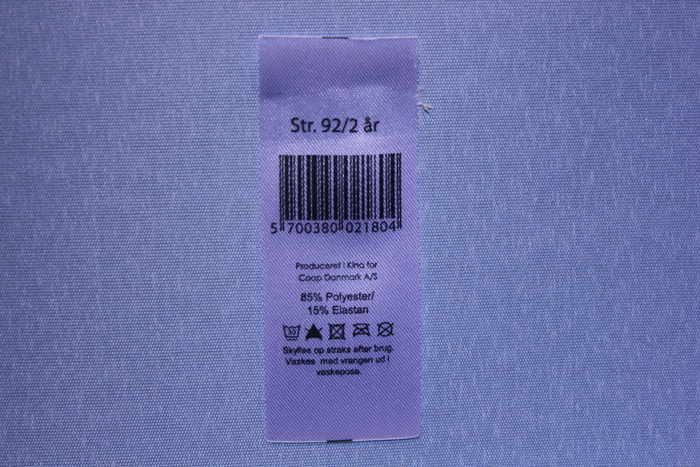 Str. 92/2 år
5 700380 021804
Produceret i Kina for
Coop Danmark A/S
85% Polyester/
15% Elastan
Skylles op straks efter brug.
Vaskes med vrangen ud i
vaskepose.